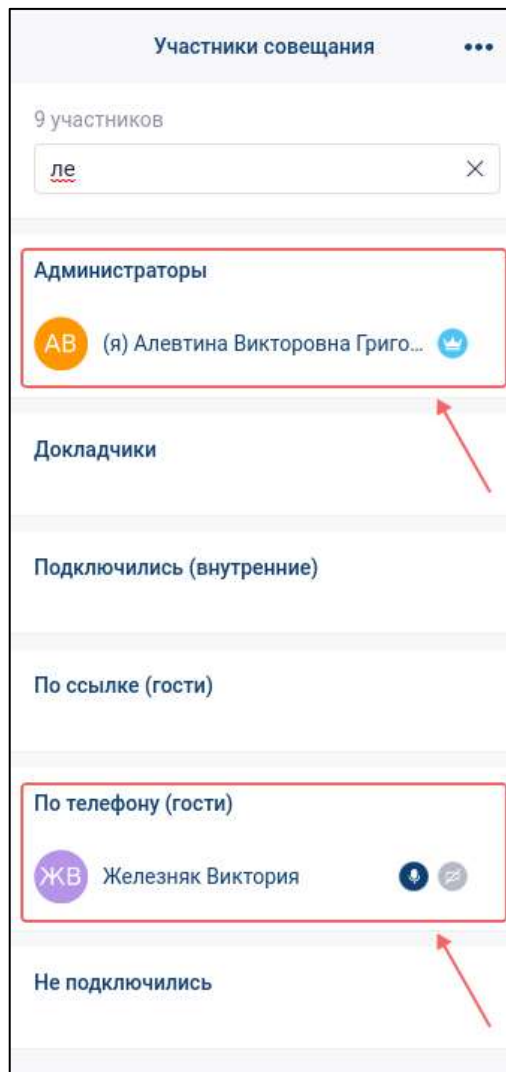 Участники совещания
9 участников
ле
Администраторы
АВ (я) Алевтина Викторовна Григо...
Докладчики
Подключились (внутренние)
По ссылке (гости)
По телефону (гости)
ЖВ Железняк Виктория
Не подключились